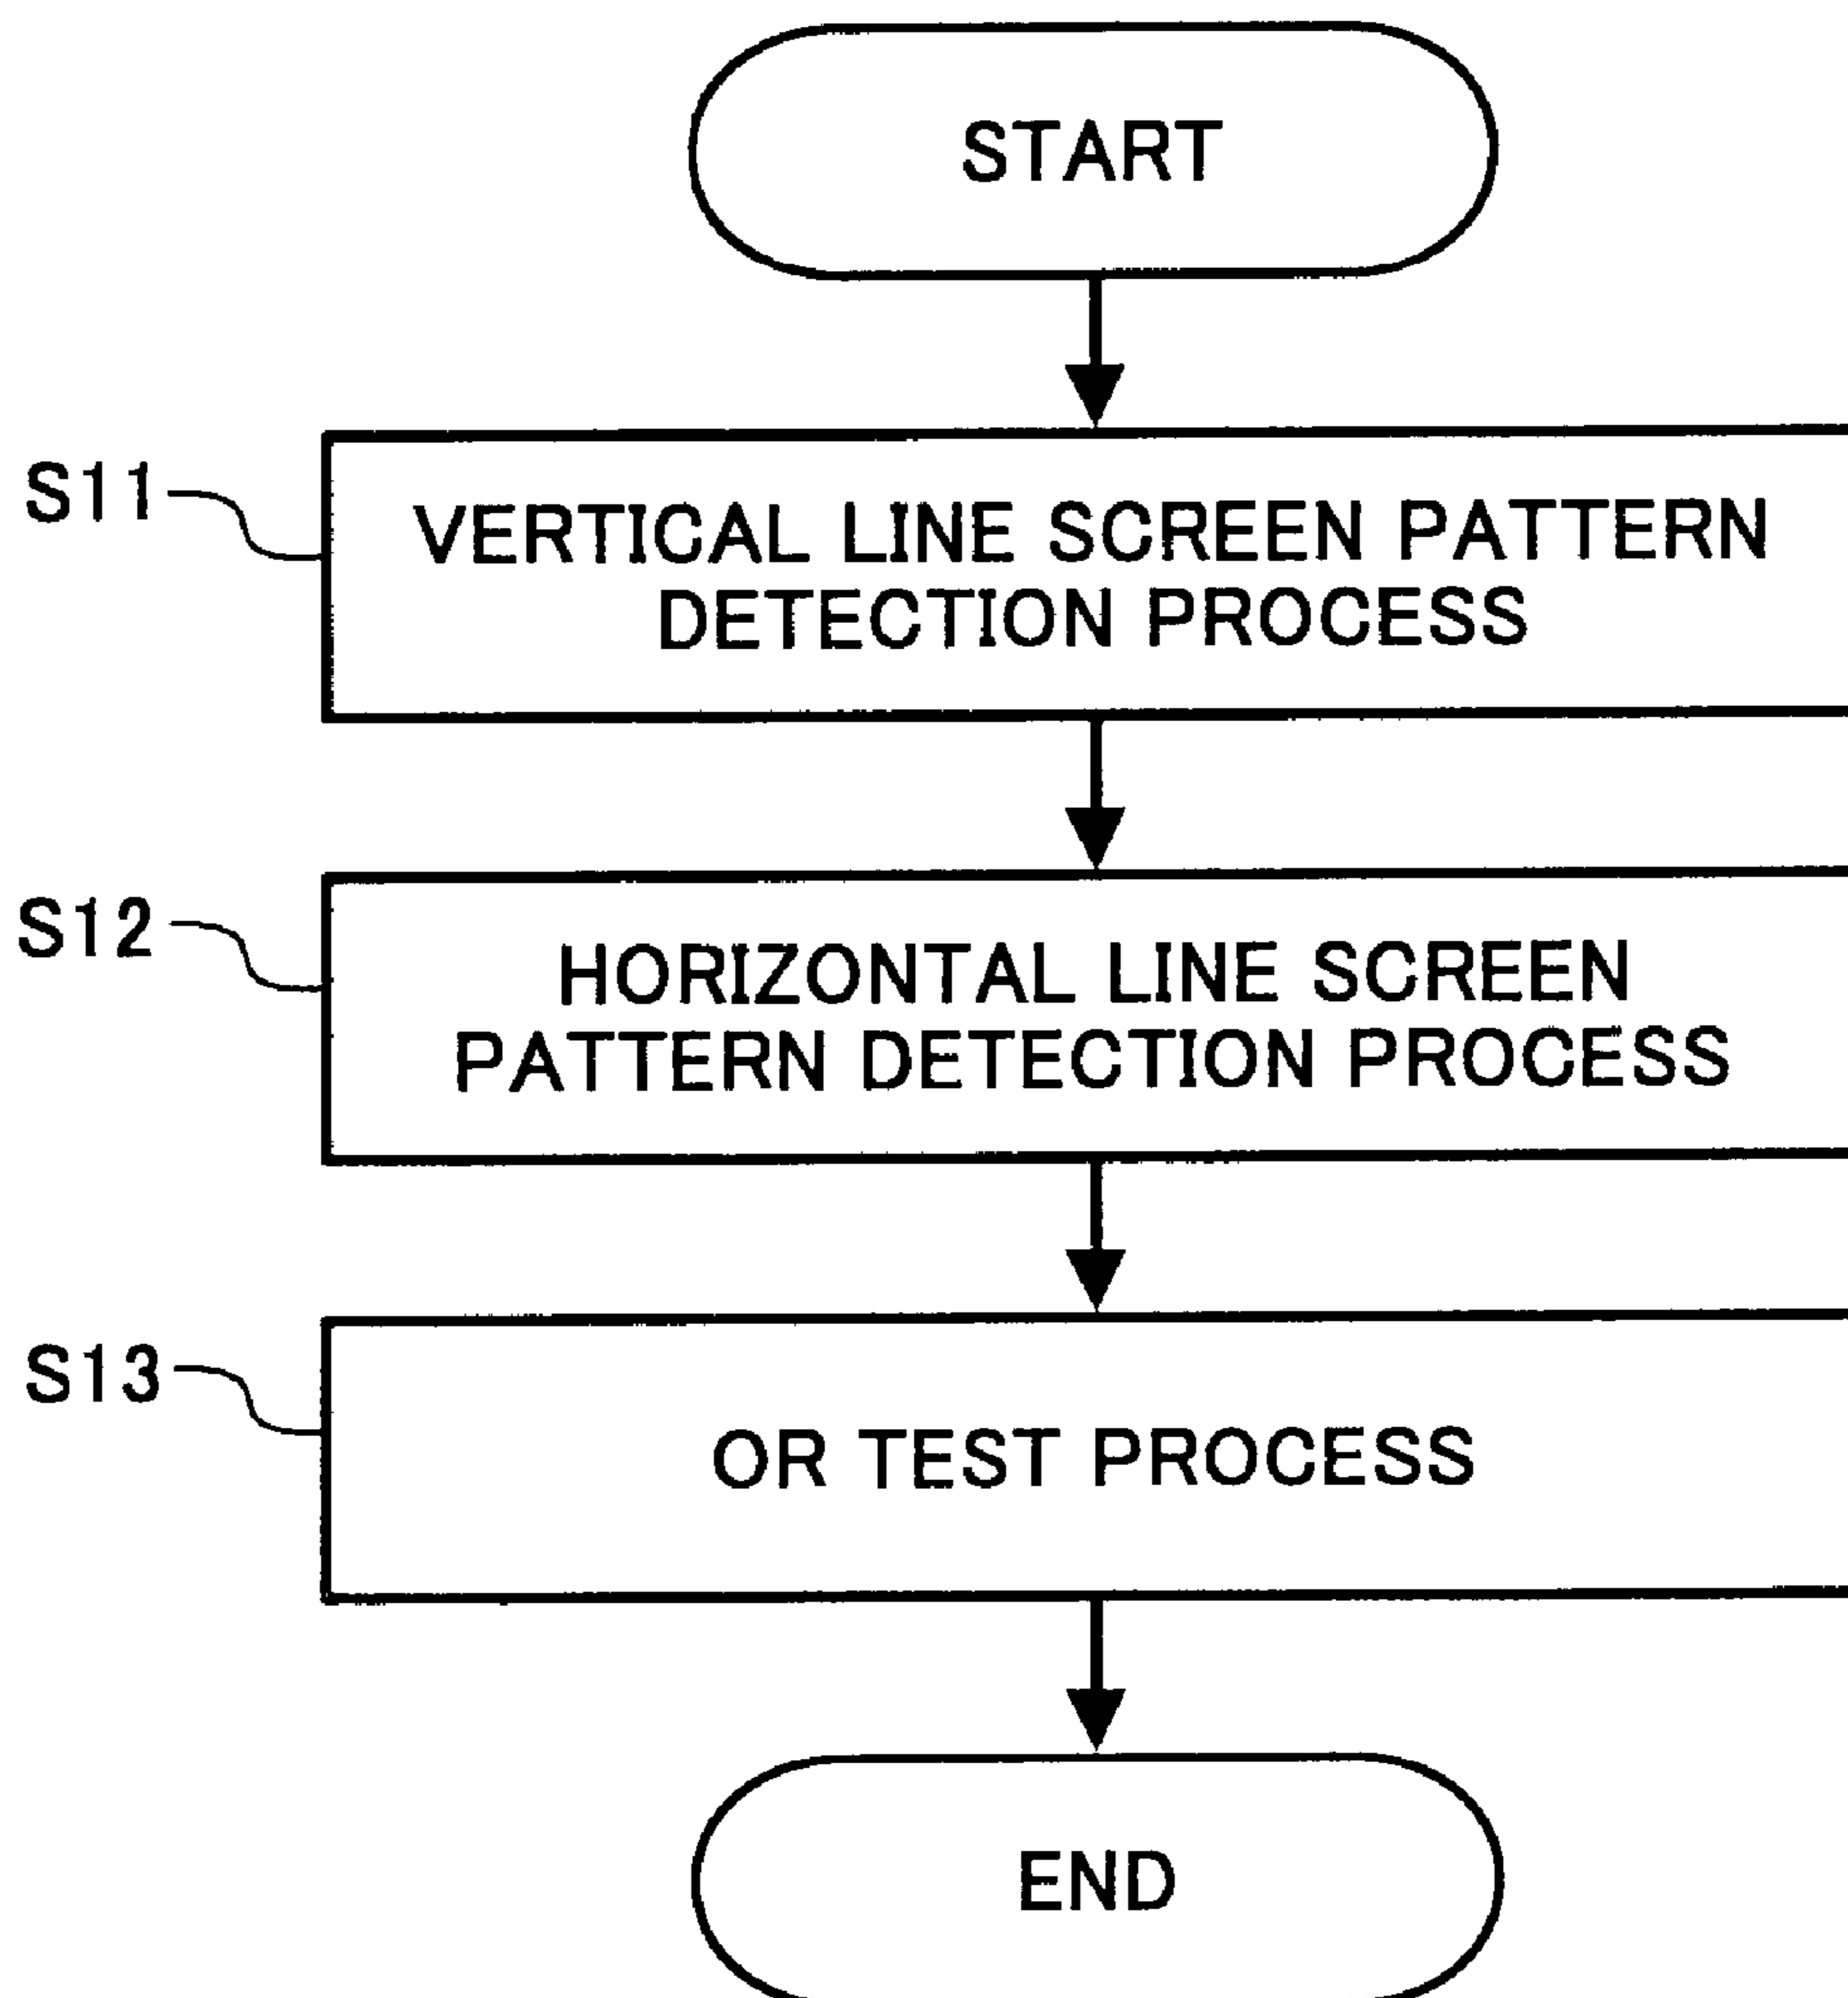 START
S11
VERTICAL LINE SCREEN PATTERN
DETECTION PROCESS
S12
HORIZONTAL LINE SCREEN
PATTERN DETECTION PROCESS
S13
OR TEST PROCESS
END